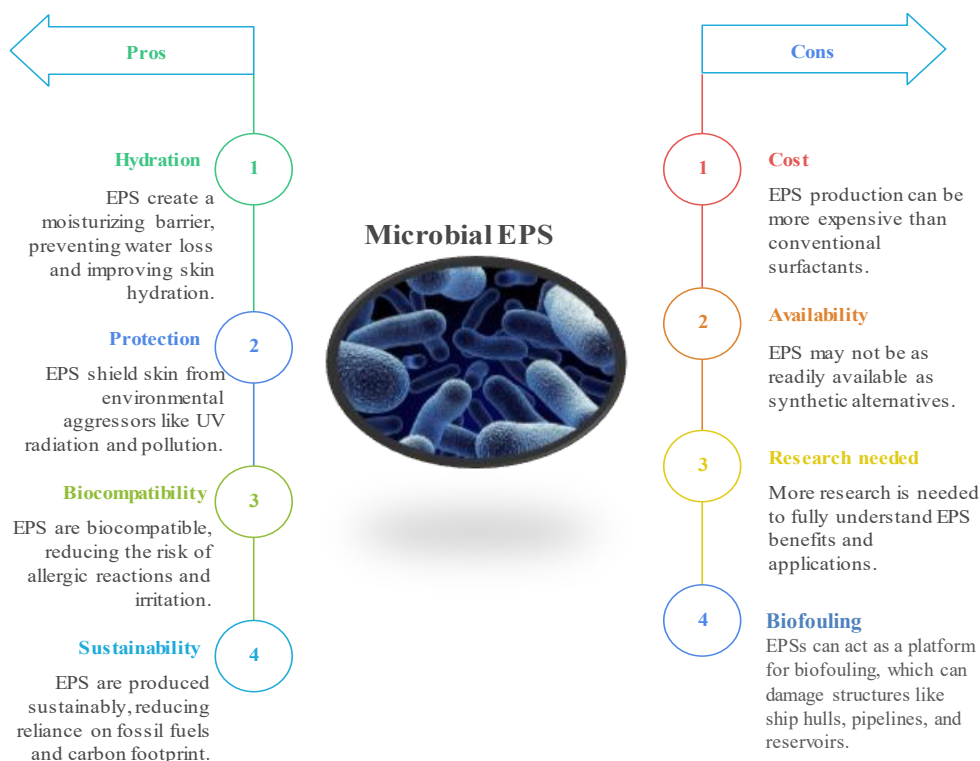 Pros
Hydration
1
EPS create a
moisturizing barrier,
preventing water loss
and improving skin
hydration.
Protection
2
EPS shield skin from
environmental
aggressors like UV
radiation and pollution.
Biocompatibility
3
EPS are biocompatible,
reducing the risk of
allergic reactions and
irritation.
Sustainability
4
EPS are produced
sustainably, reducing
reliance on fossil fuels
and carbon footprint.
Microbial EPS
Cons
1
Cost
EPS production can be
more expensive than
conventional
surfactants.
2
Availability
EPS may not be as
readily available as
synthetic alternatives.
3
Research needed
More research is needed
to fully understand EPS
benefits and
applications.
4
Biofouling
EPSs can act as a platform
for biofouling, which can
damage structures like
ship hulls, pipelines, and
reservoirs.